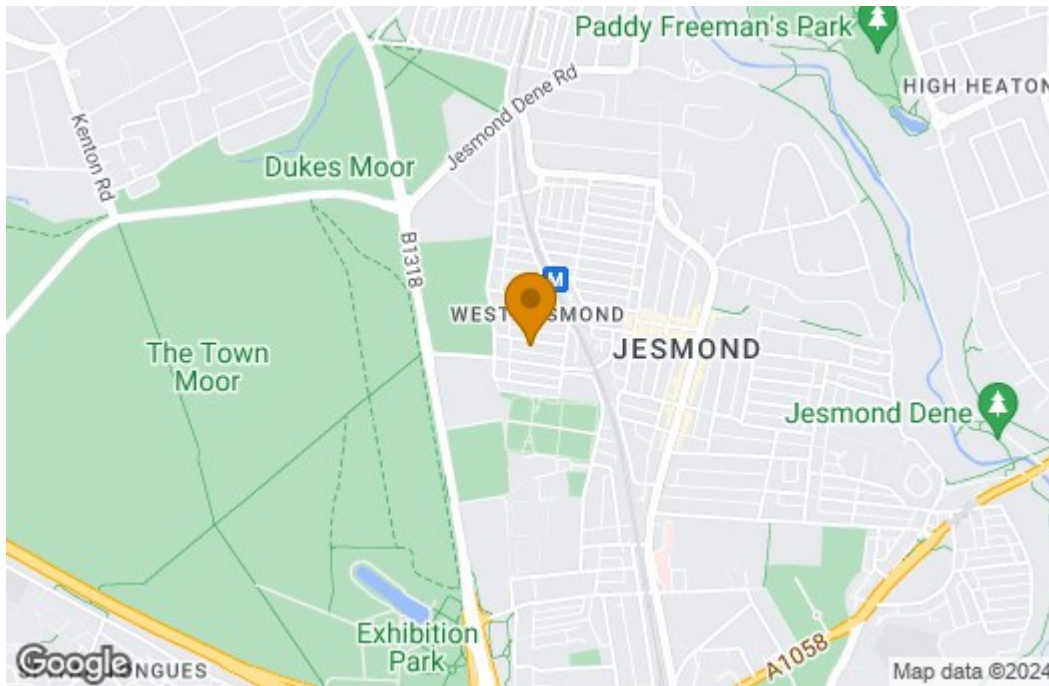 Paddy Freeman's Park
HIGH HEATON
Kenton Rd
Jesmond Dene Rd
Dukes Moor
B1318
M
WEST JESMOND
JESMOND
The Town
Moor
Jesmond Dene
Exhibition
Park
A1058
Google
TONGUES
Map data ©2024